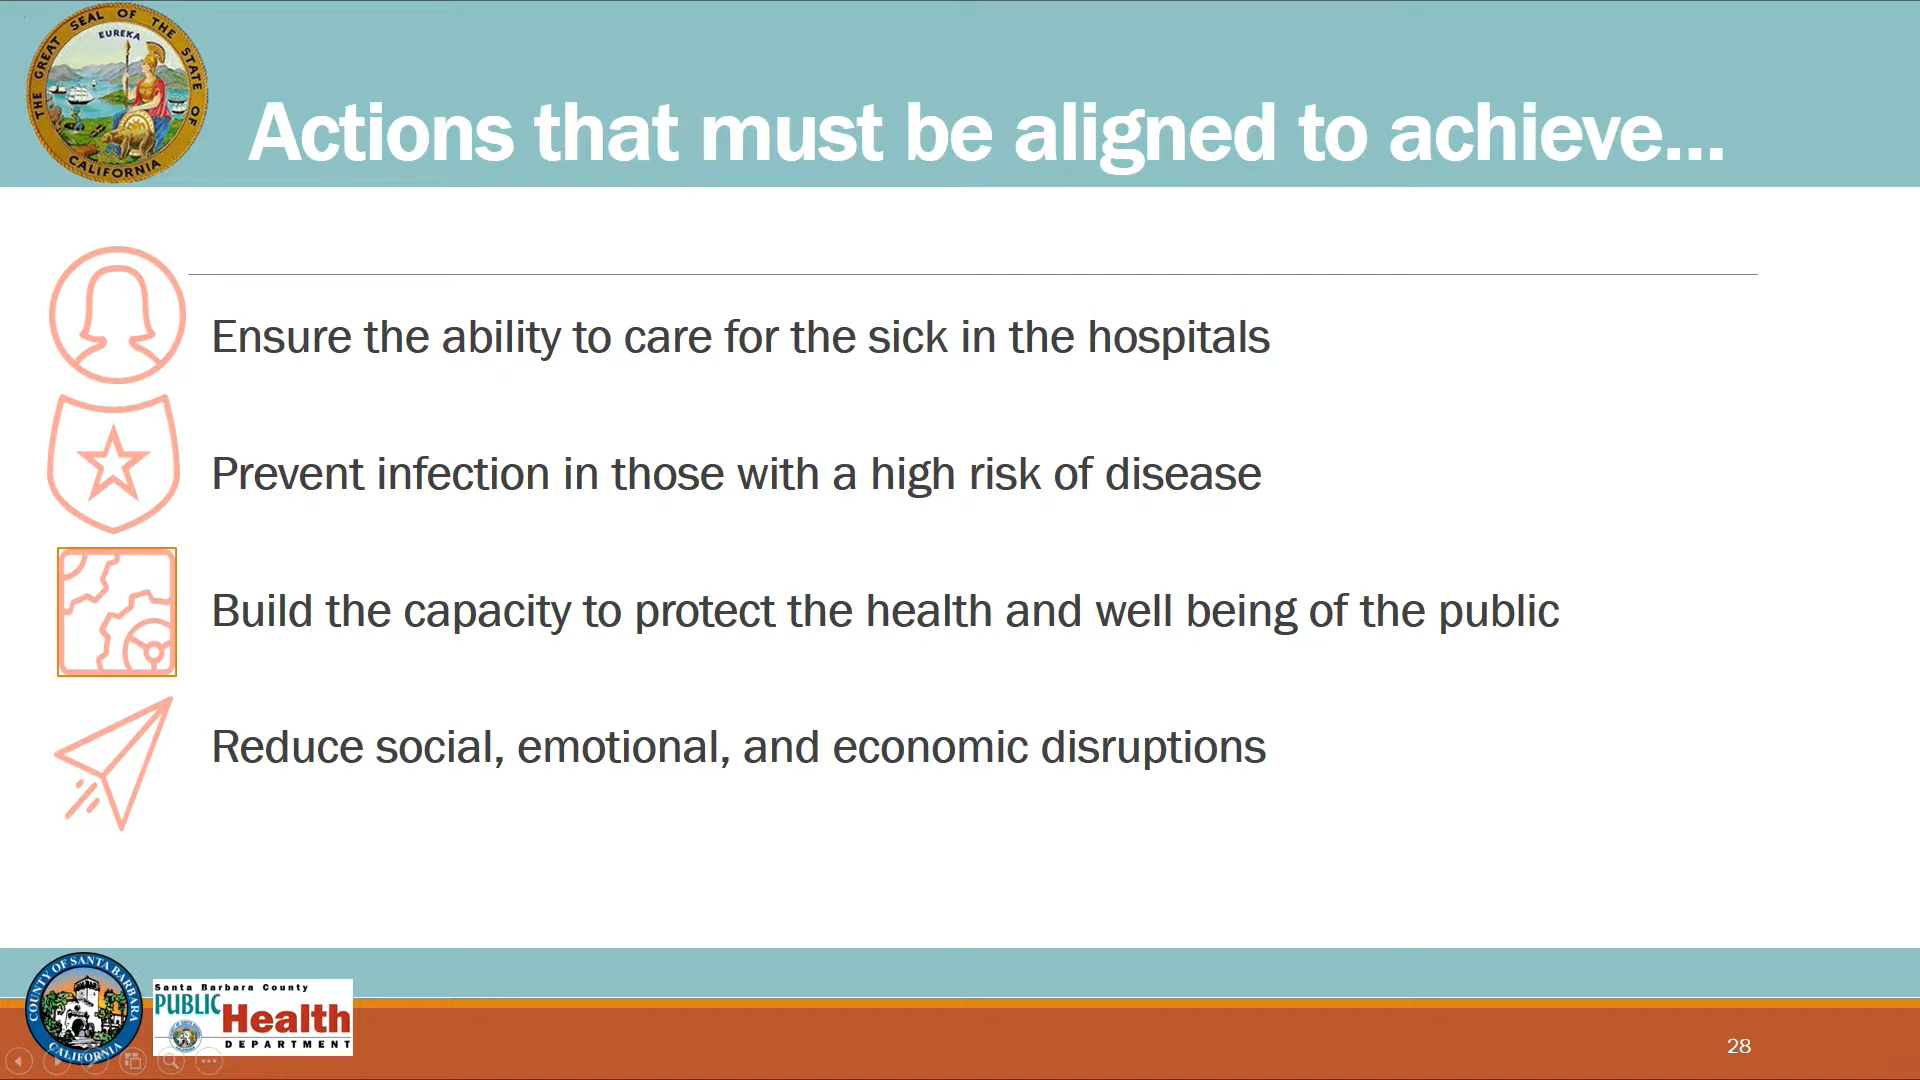 THE GREAT SEAL OF THE STATE OF CALIFORNIA
EUREKA
Actions that must be aligned to achieve...
Ensure the ability to care for the sick in the hospitals
Prevent infection in those with a high risk of disease
Build the capacity to protect the health and well being of the public
Reduce social, emotional, and economic disruptions
COUNTY OF SANTA BARBARA
CALIFORNIA
Santa Barbara County
PUBLIC
Health
DEPARTMENT
28